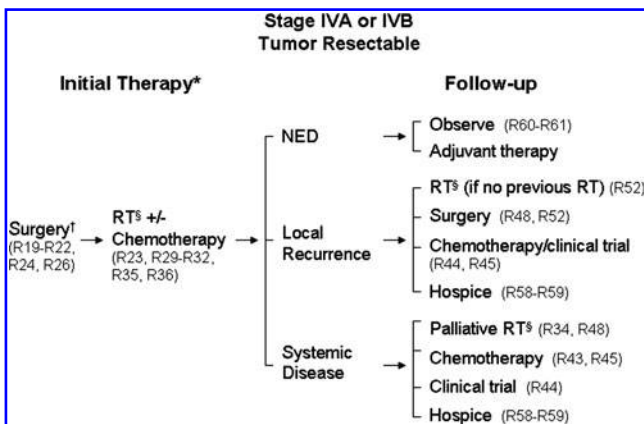 Stage IVA or IVB
Tumor Resectable
Initial Therapy*
Follow-up
Surgery†
(R19-R22,
R24, R26)
RT§ +/-
Chemotherapy
(R23, R29-R32,
R35, R36)
NED
Observe (R60-R61)
Adjuvant therapy
Local
Recurrence
RT§ (if no previous RT) (R52)
Surgery (R48, R52)
Chemotherapy/clinical trial
(R44, R45)
Hospice (R58-R59)
Systemic
Disease
Palliative RT§ (R34, R48)
Chemotherapy (R43, R45)
Clinical trial (R44)
Hospice (R58-R59)